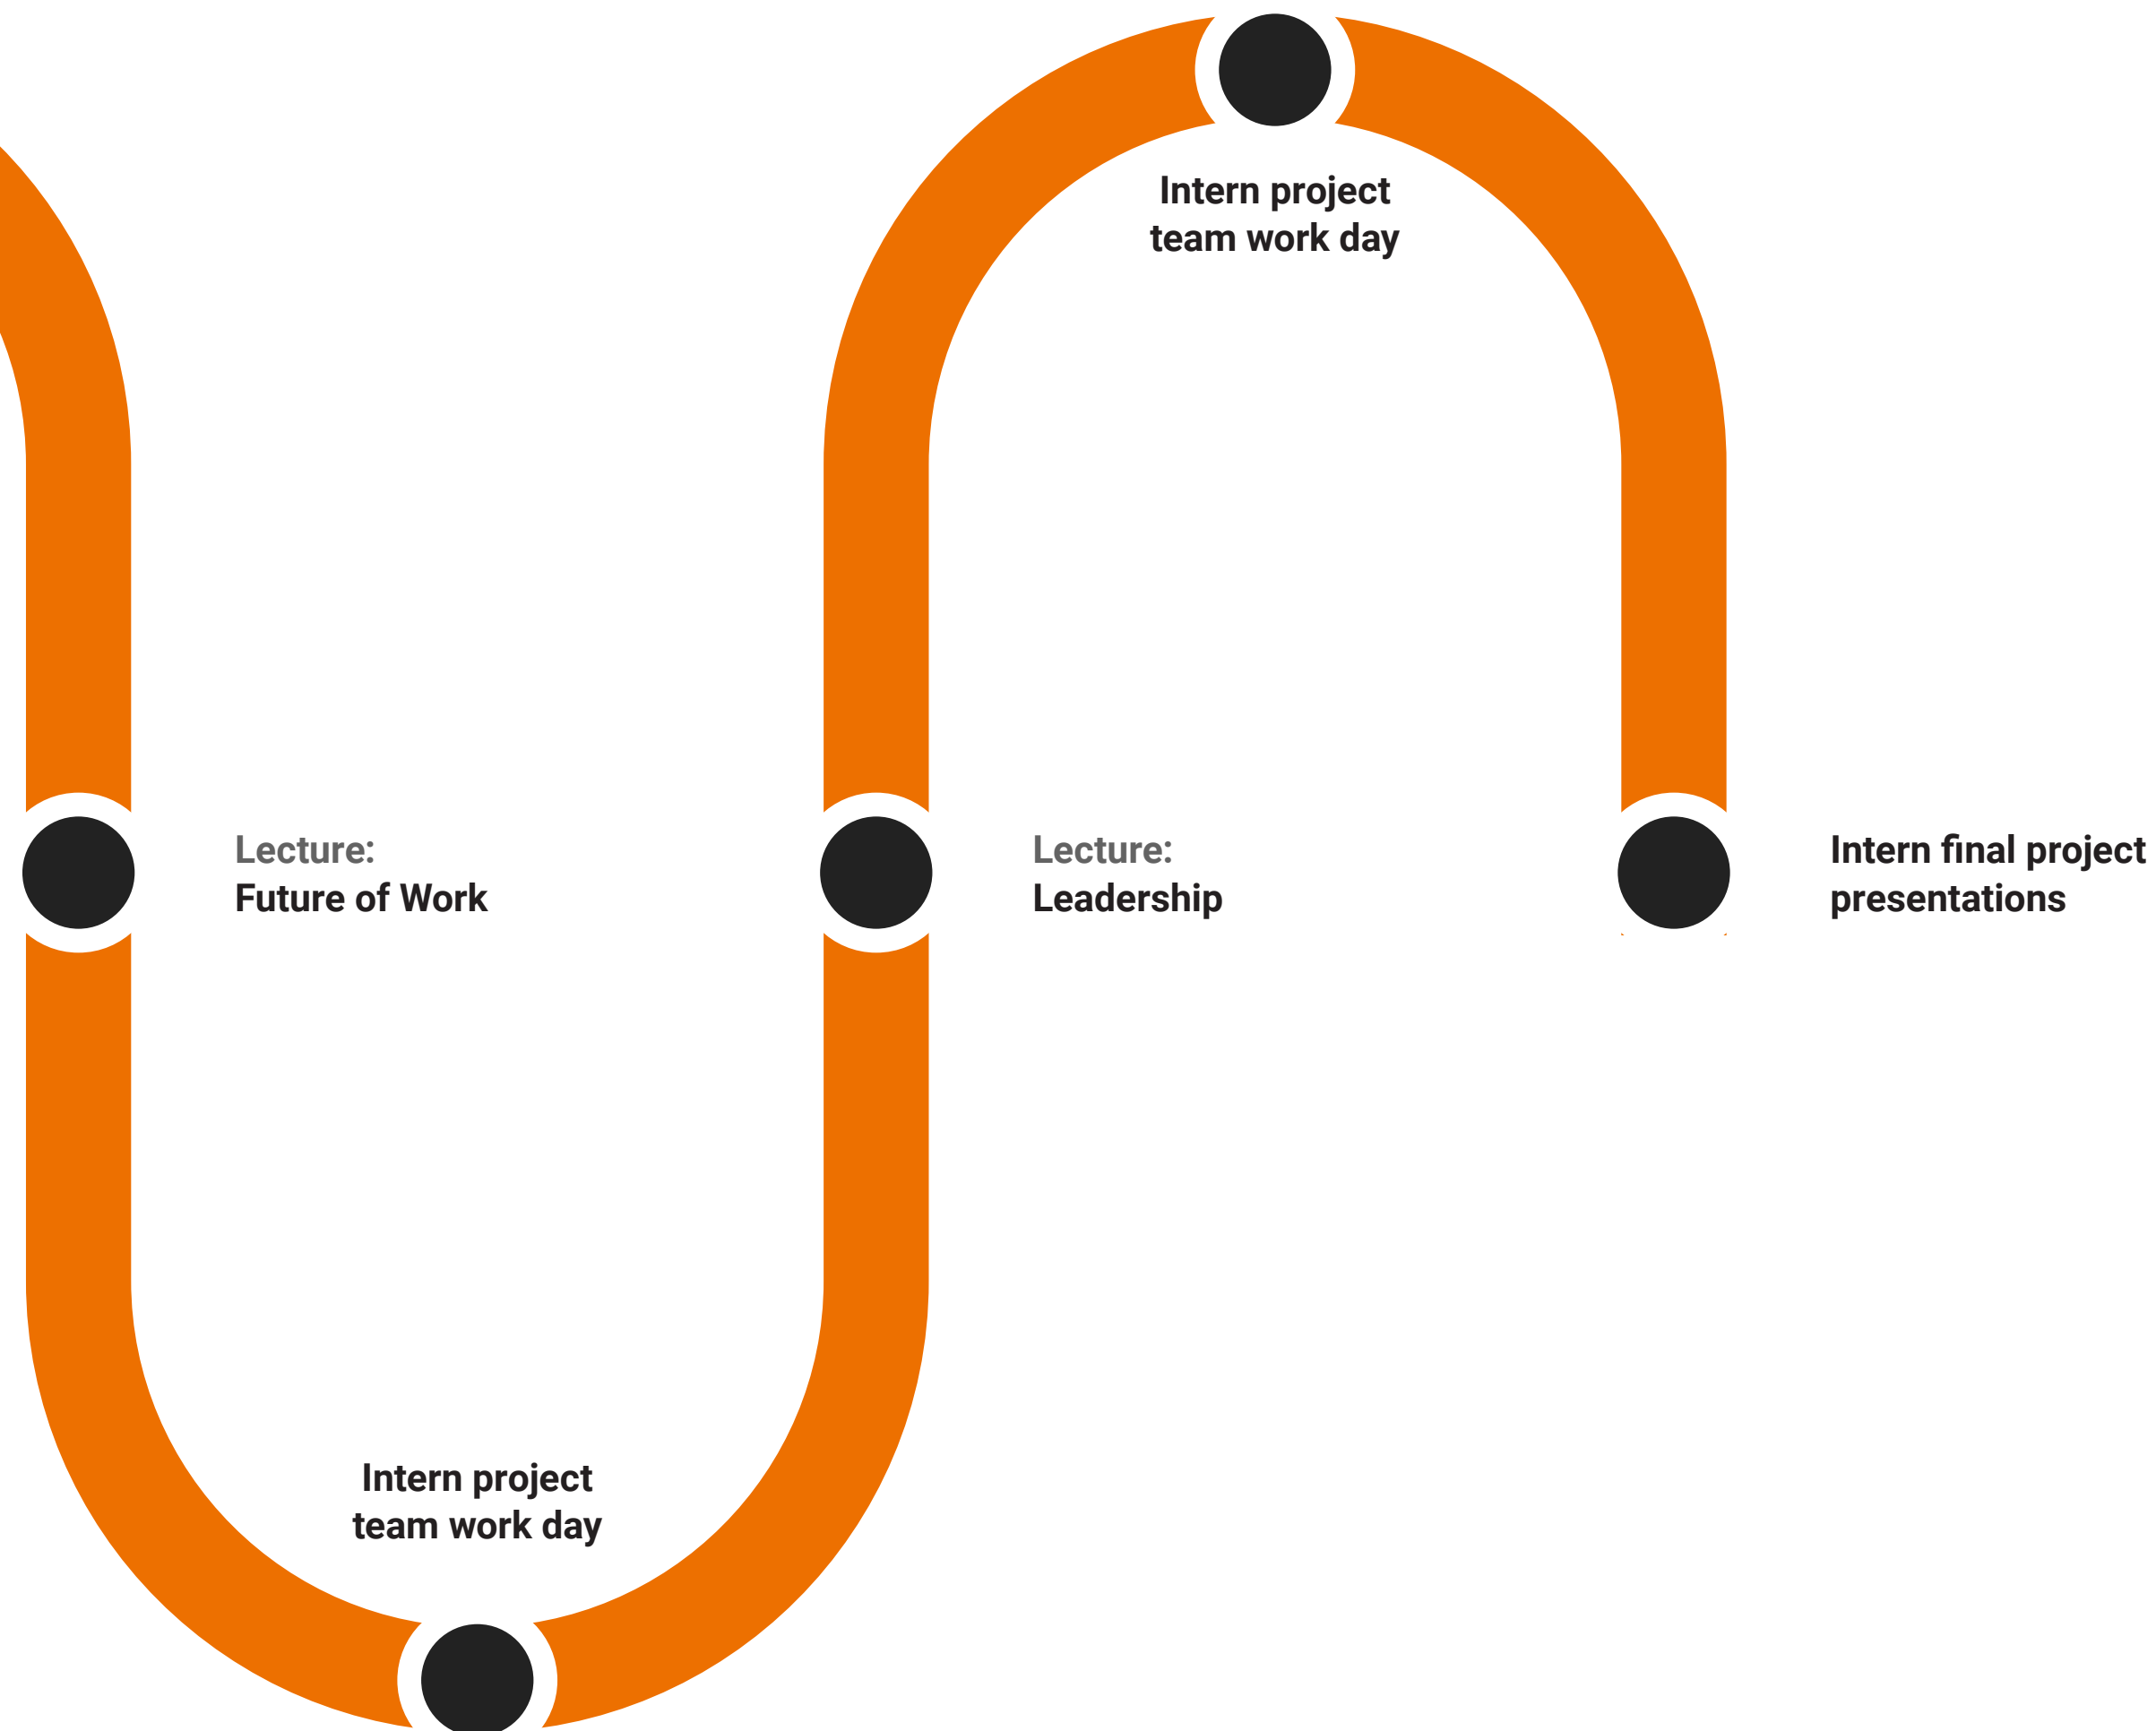 Intern project
team work day
Lecture:
Future of Work
Lecture:
Leadership
Intern final project
presentations
Intern project
team work day